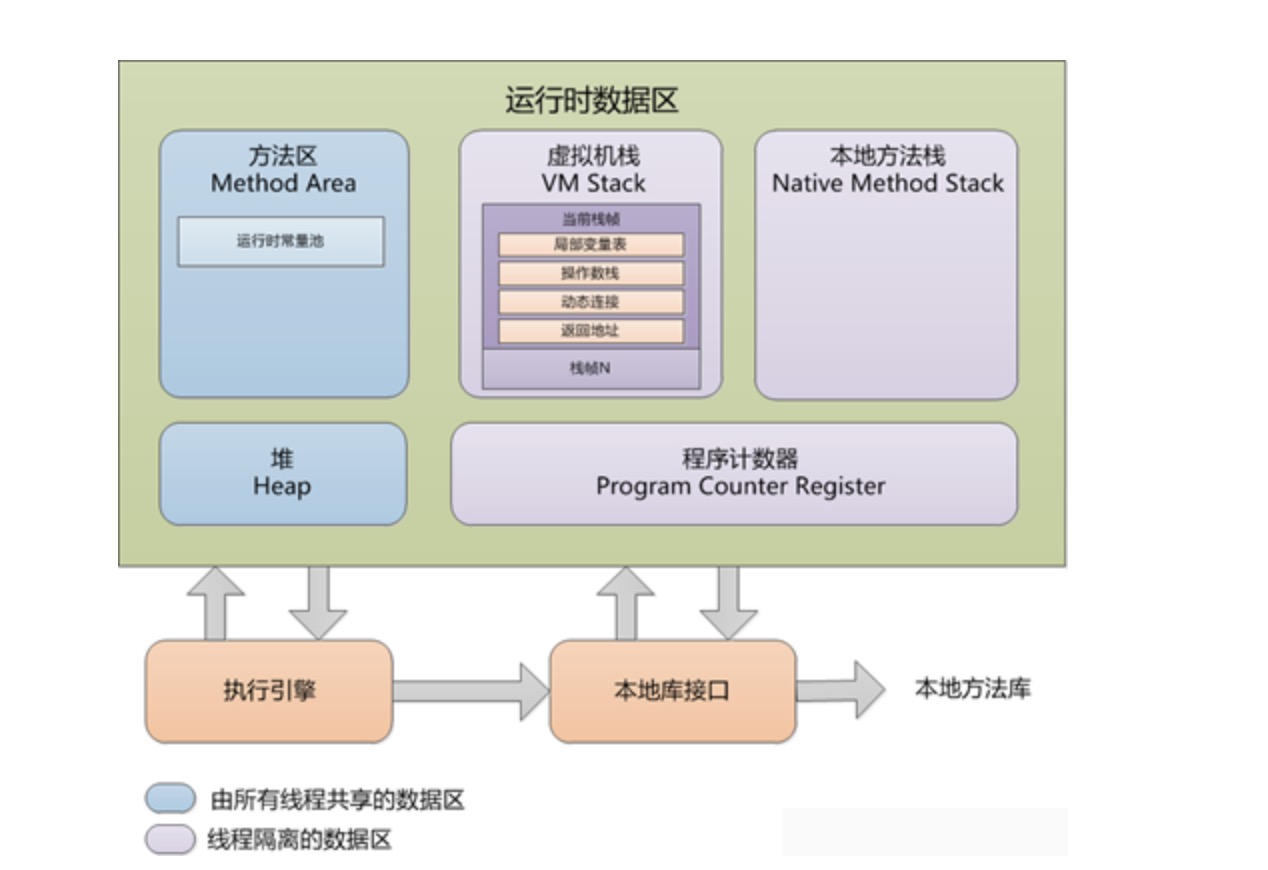 运行时数据区
方法区
Method Area
运行时常量池
虚拟机栈
VM Stack
当前栈帧
局部变量表
操作数栈
动态连接
返回地址
栈帧N
本地方法栈
Native Method Stack
堆
Heap
程序计数器
Program Counter Register
执行引擎
本地库接口
本地方法库
由所有线程共享的数据区
线程隔离的数据区